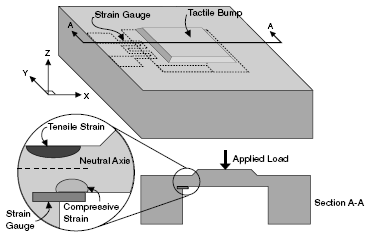 Strain Gauge
Tactile Bump
A
A
Z
Y
X
Tensile Strain
Neutral Axis
Applied Load
Strain
Gauge
Compressive
Strain
Section A-A